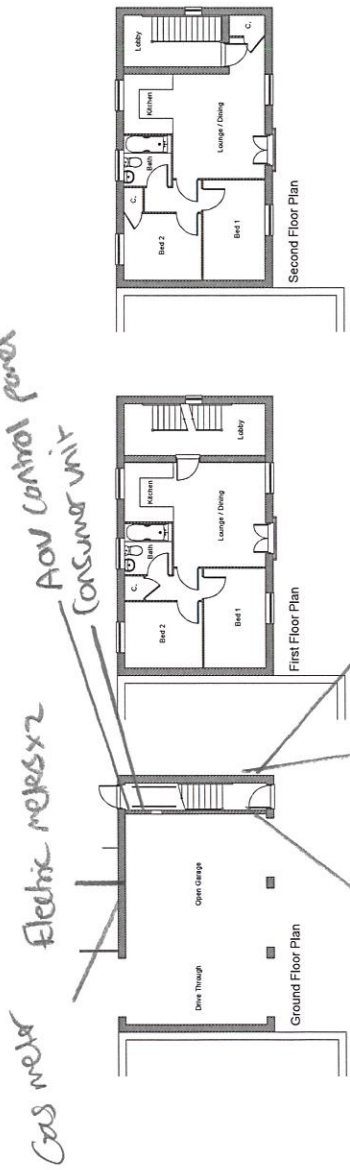 Gas meter
Electric meters x2
AOV control panel
Consumer unit
Drive Through
Open Garage
Ground Floor Plan
Bed 2
C.
Bath
Kitchen
Bed 1
Lounge / Dining
Lobby
First Floor Plan
Bed 2
C.
Bath
Kitchen
Lobby
C.
Bed 1
Lounge / Dining
Second Floor Plan